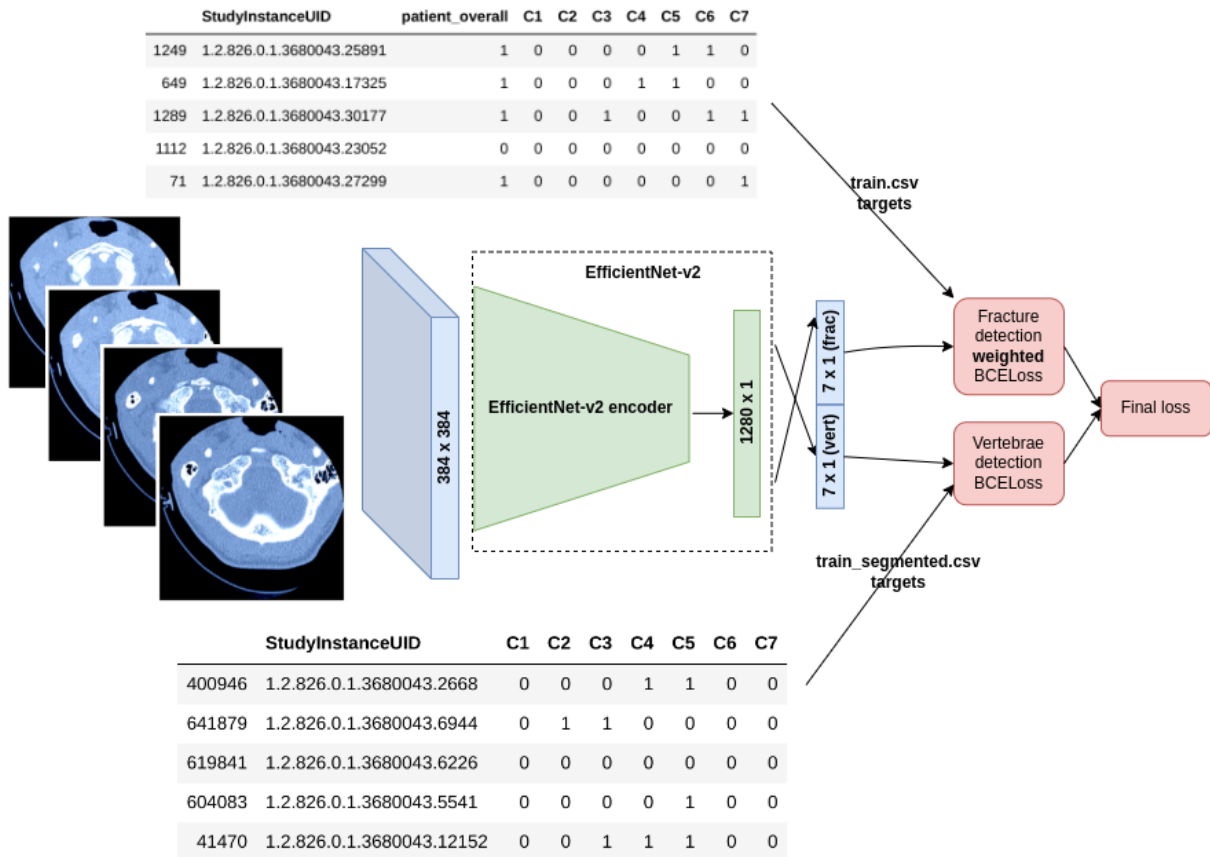 StudyInstanceUID patient_overall C1 C2 C3 C4 C5 C6 C7
1249 1.2.826.0.1.3680043.25891 1 0 0 0 0 1 1 0
649 1.2.826.0.1.3680043.17325 1 0 0 0 1 1 0 0
1289 1.2.826.0.1.3680043.30177 1 0 0 1 0 0 1 1
1112 1.2.826.0.1.3680043.23052 0 0 0 0 0 0 0 0
71 1.2.826.0.1.3680043.27299 1 0 0 0 0 0 0 1
train.csv
targets
EfficientNet-v2
384 x 384
EfficientNet-v2 encoder
1280 x 1
7 x 1 (frac)
7 x 1 (vert)
Fracture
detection
weighted
BCELoss
Vertebrae
detection
BCELoss
Final loss
train_segmented.csv
targets
StudyInstanceUID C1 C2 C3 C4 C5 C6 C7
400946 1.2.826.0.1.3680043.2668 0 0 0 1 1 0 0
641879 1.2.826.0.1.3680043.6944 0 1 1 0 0 0 0
619841 1.2.826.0.1.3680043.6226 0 0 0 0 0 0 0
604083 1.2.826.0.1.3680043.5541 0 0 0 0 1 0 0
41470 1.2.826.0.1.3680043.12152 0 0 1 1 1 0 0